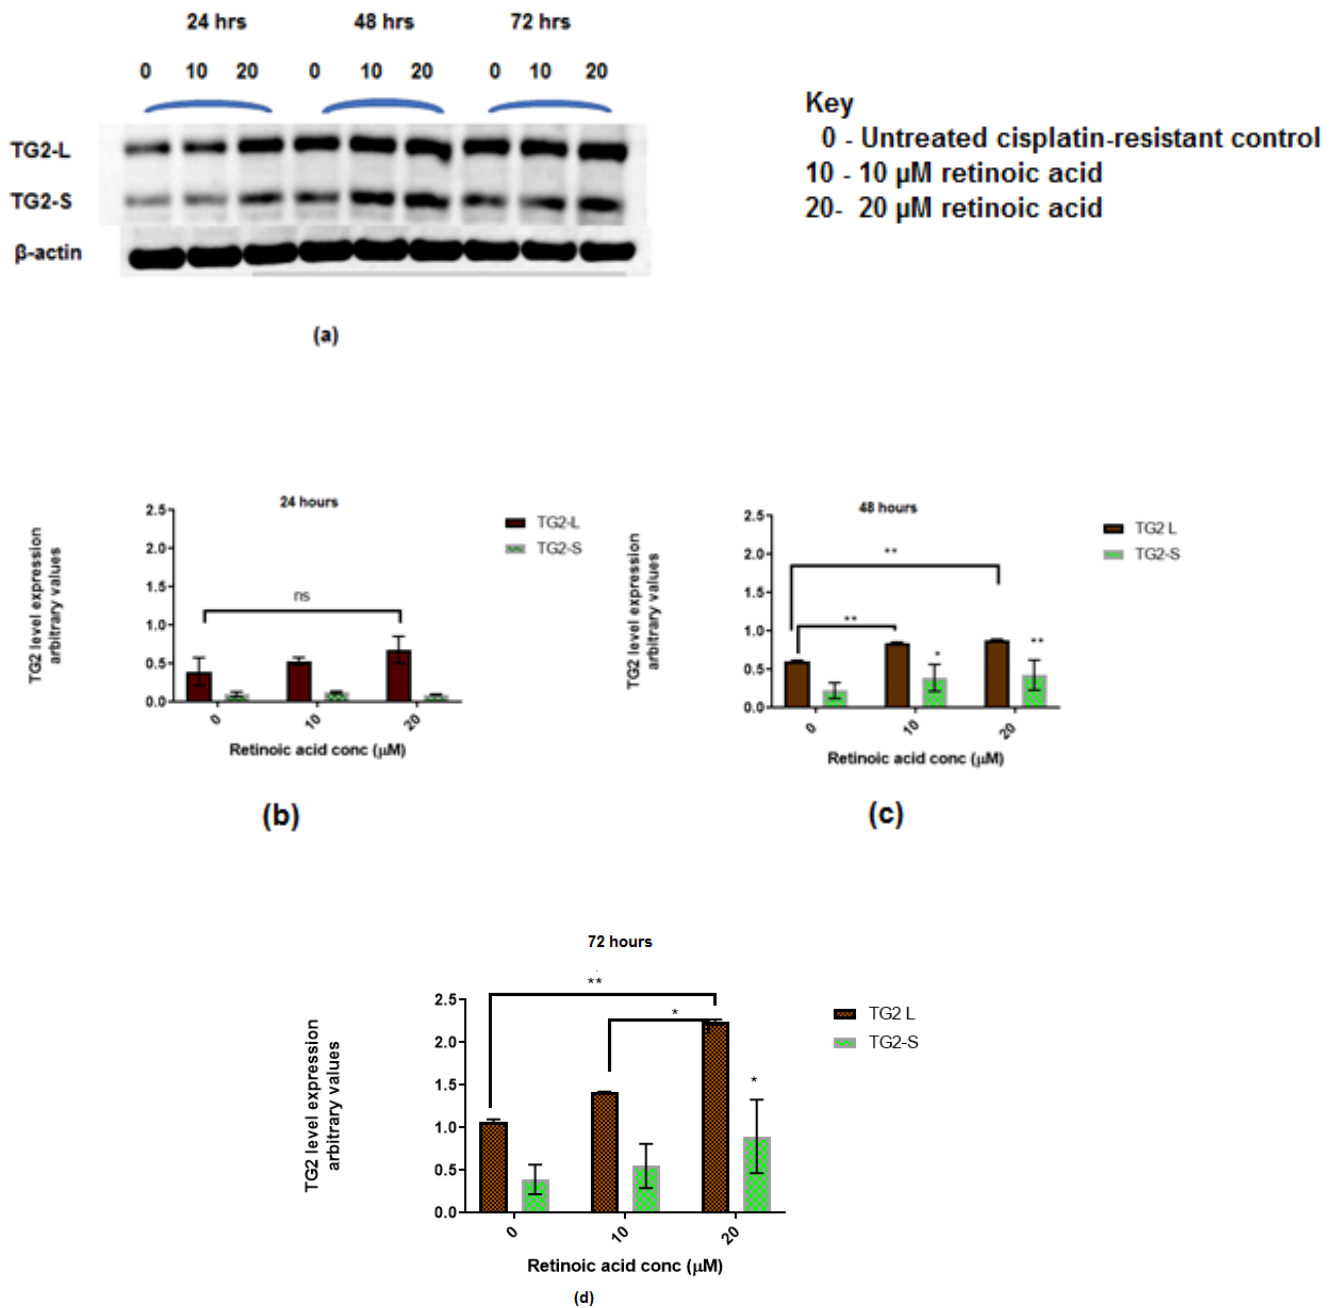 24 hrs 48 hrs 72 hrs
0 10 20 0 10 20 0 10 20
TG2-L
TG2-S
β-actin
(a)
Key
0 - Untreated cisplatin-resistant control
10 - 10 µM retinoic acid
20- 20 µM retinoic acid
24 hours
TG2 level expression
arbitrary values
2.5
2.0
1.5
1.0
0.5
0.0
ns
0 10 20
Retinoic acid conc (µM)
TG2-L
TG2-S
(b)
48 hours
TG2 level expression
arbitrary values
2.5
2.0
1.5
1.0
0.5
0.0
**
**
* **
0 10 20
Retinoic acid conc (µM)
TG2 L
TG2-S
(c)
72 hours
TG2 level expression
arbitrary values
2.5
2.0
1.5
1.0
0.5
0.0
**
*
*
0 10 20
Retinoic acid conc (µM)
TG2 L
TG2-S
(d)